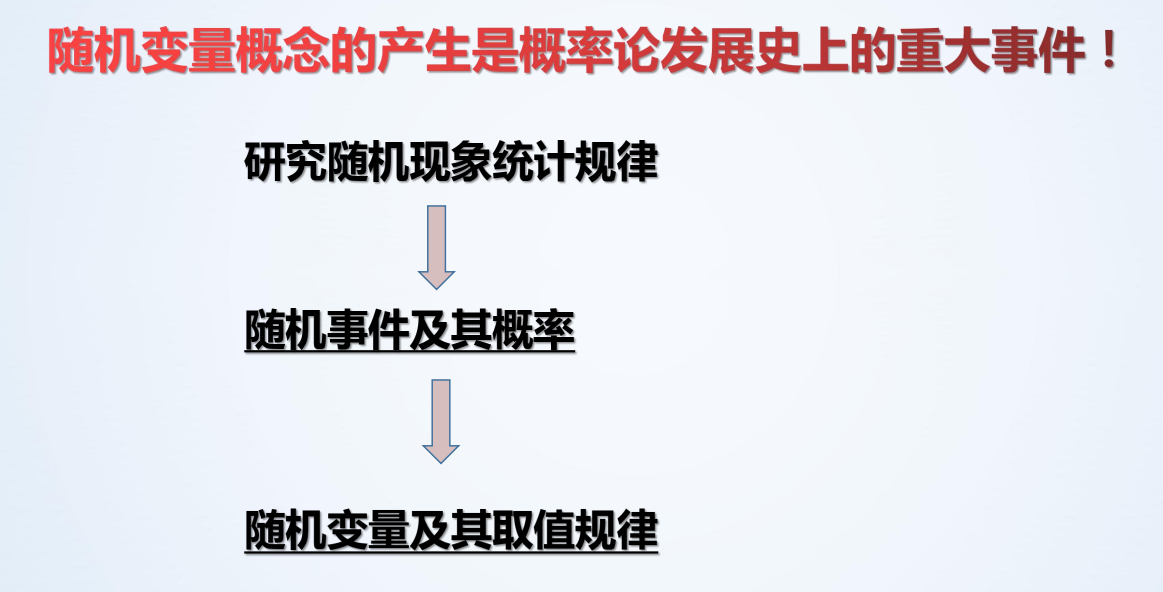 随机变量概念的产生是概率论发展史上的重大事件！
研究随机现象统计规律
随机事件及其概率
随机变量及其取值规律